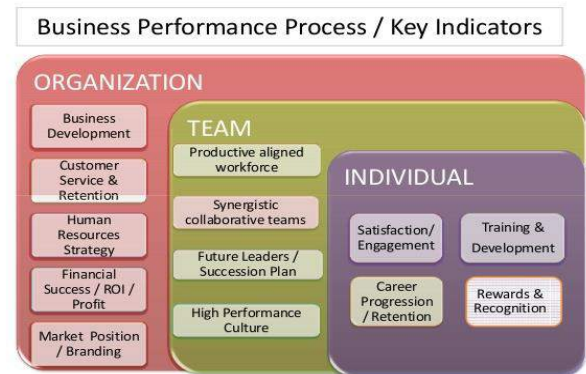 Business Performance Process / Key Indicators
ORGANIZATION
Business
Development
Customer
Service &
Retention
Human
Resources
Strategy
Financial
Success / ROI /
Profit
Market Position
/ Branding
TEAM
Productive aligned
workforce
Synergistic
collaborative teams
Future Leaders /
Succession Plan
High Performance
Culture
INDIVIDUAL
Satisfaction/
Engagement
Training &
Development
Career
Progression
/ Retention
Rewards &
Recognition